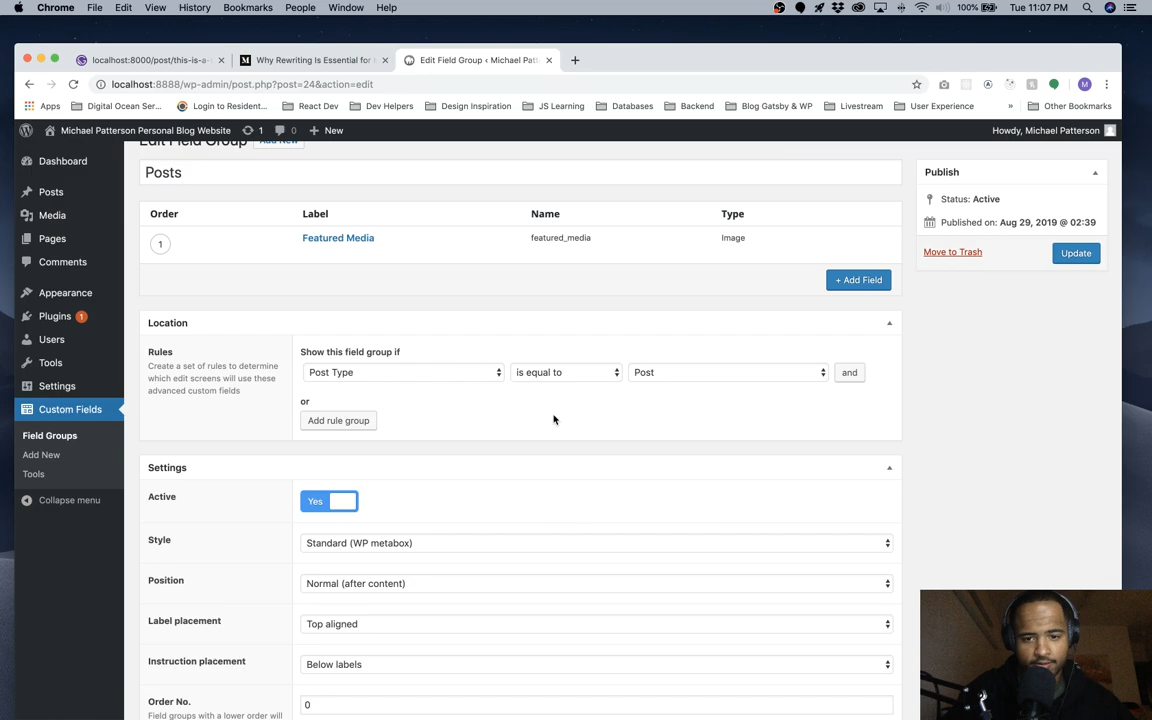 Chrome File Edit View History Bookmarks People Window Help 100% Tue 11:07 PM
localhost:8000/post/this-is-a- Why Rewriting Is Essential for Edit Field Group ‹ Michael Patt
localhost:8888/wp-admin/post.php?post=24&action=edit
Apps Digital Ocean Ser... Login to Resident... React Dev Dev Helpers Design Inspiration JS Learning Databases Backend Blog Gatsby & WP Livestream User Experience » Other Bookmarks
Michael Patterson Personal Blog Website 1 0 New Howdy, Michael Patterson
Edit Field Group Add New
Dashboard
Posts
Media
Pages
Comments
Appearance
Plugins 1
Users
Tools
Settings
Custom Fields
Field Groups
Add New
Tools
Collapse menu
Posts
Order Label Name Type
1 Featured Media featured_media Image
+ Add Field
Location
Rules
Create a set of rules to determine
which edit screens will use these
advanced custom fields
Show this field group if
Post Type is equal to Post and
or
Add rule group
Settings
Active Yes
Style Standard (WP metabox)
Position Normal (after content)
Label placement Top aligned
Instruction placement Below labels
Order No. 0
Field groups with a lower order will
Publish
Status: Active
Published on: Aug 29, 2019 @ 02:39
Move to Trash Update